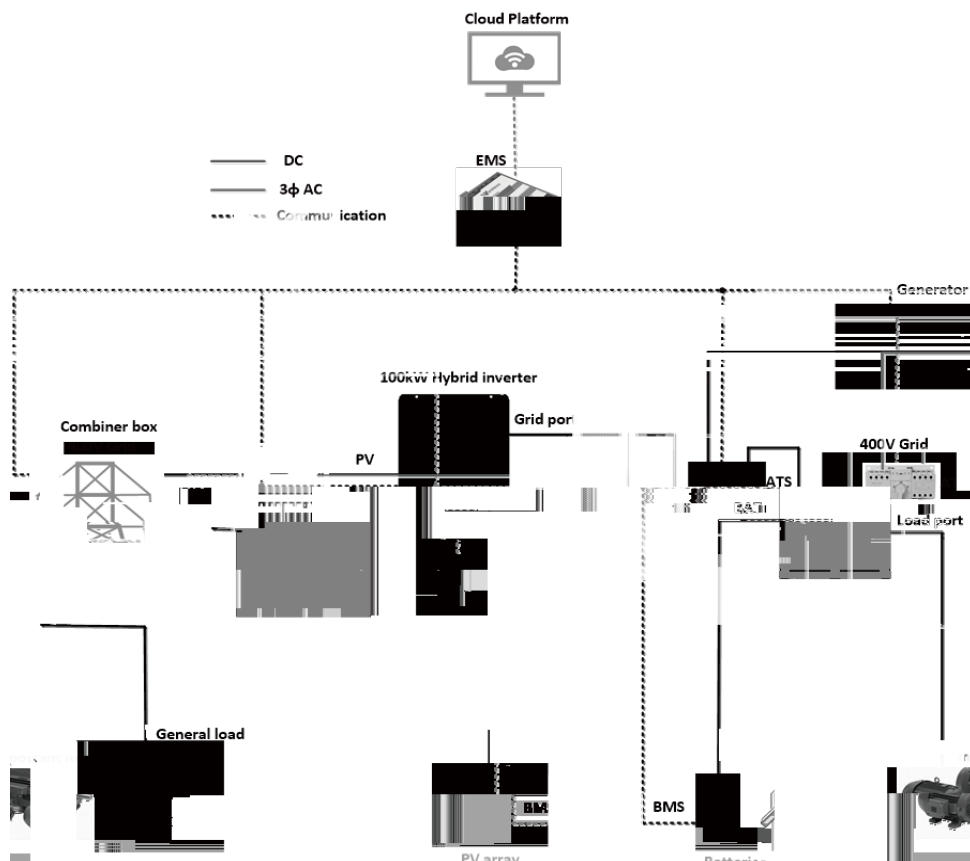 Cloud Platform
EMS
DC
3ϕ AC
Communication
Generator
100kW Hybrid inverter
Grid port
Combiner box
400V Grid
PV
ATS
BAT
Load port
General load
BMS
PV array
Batteries